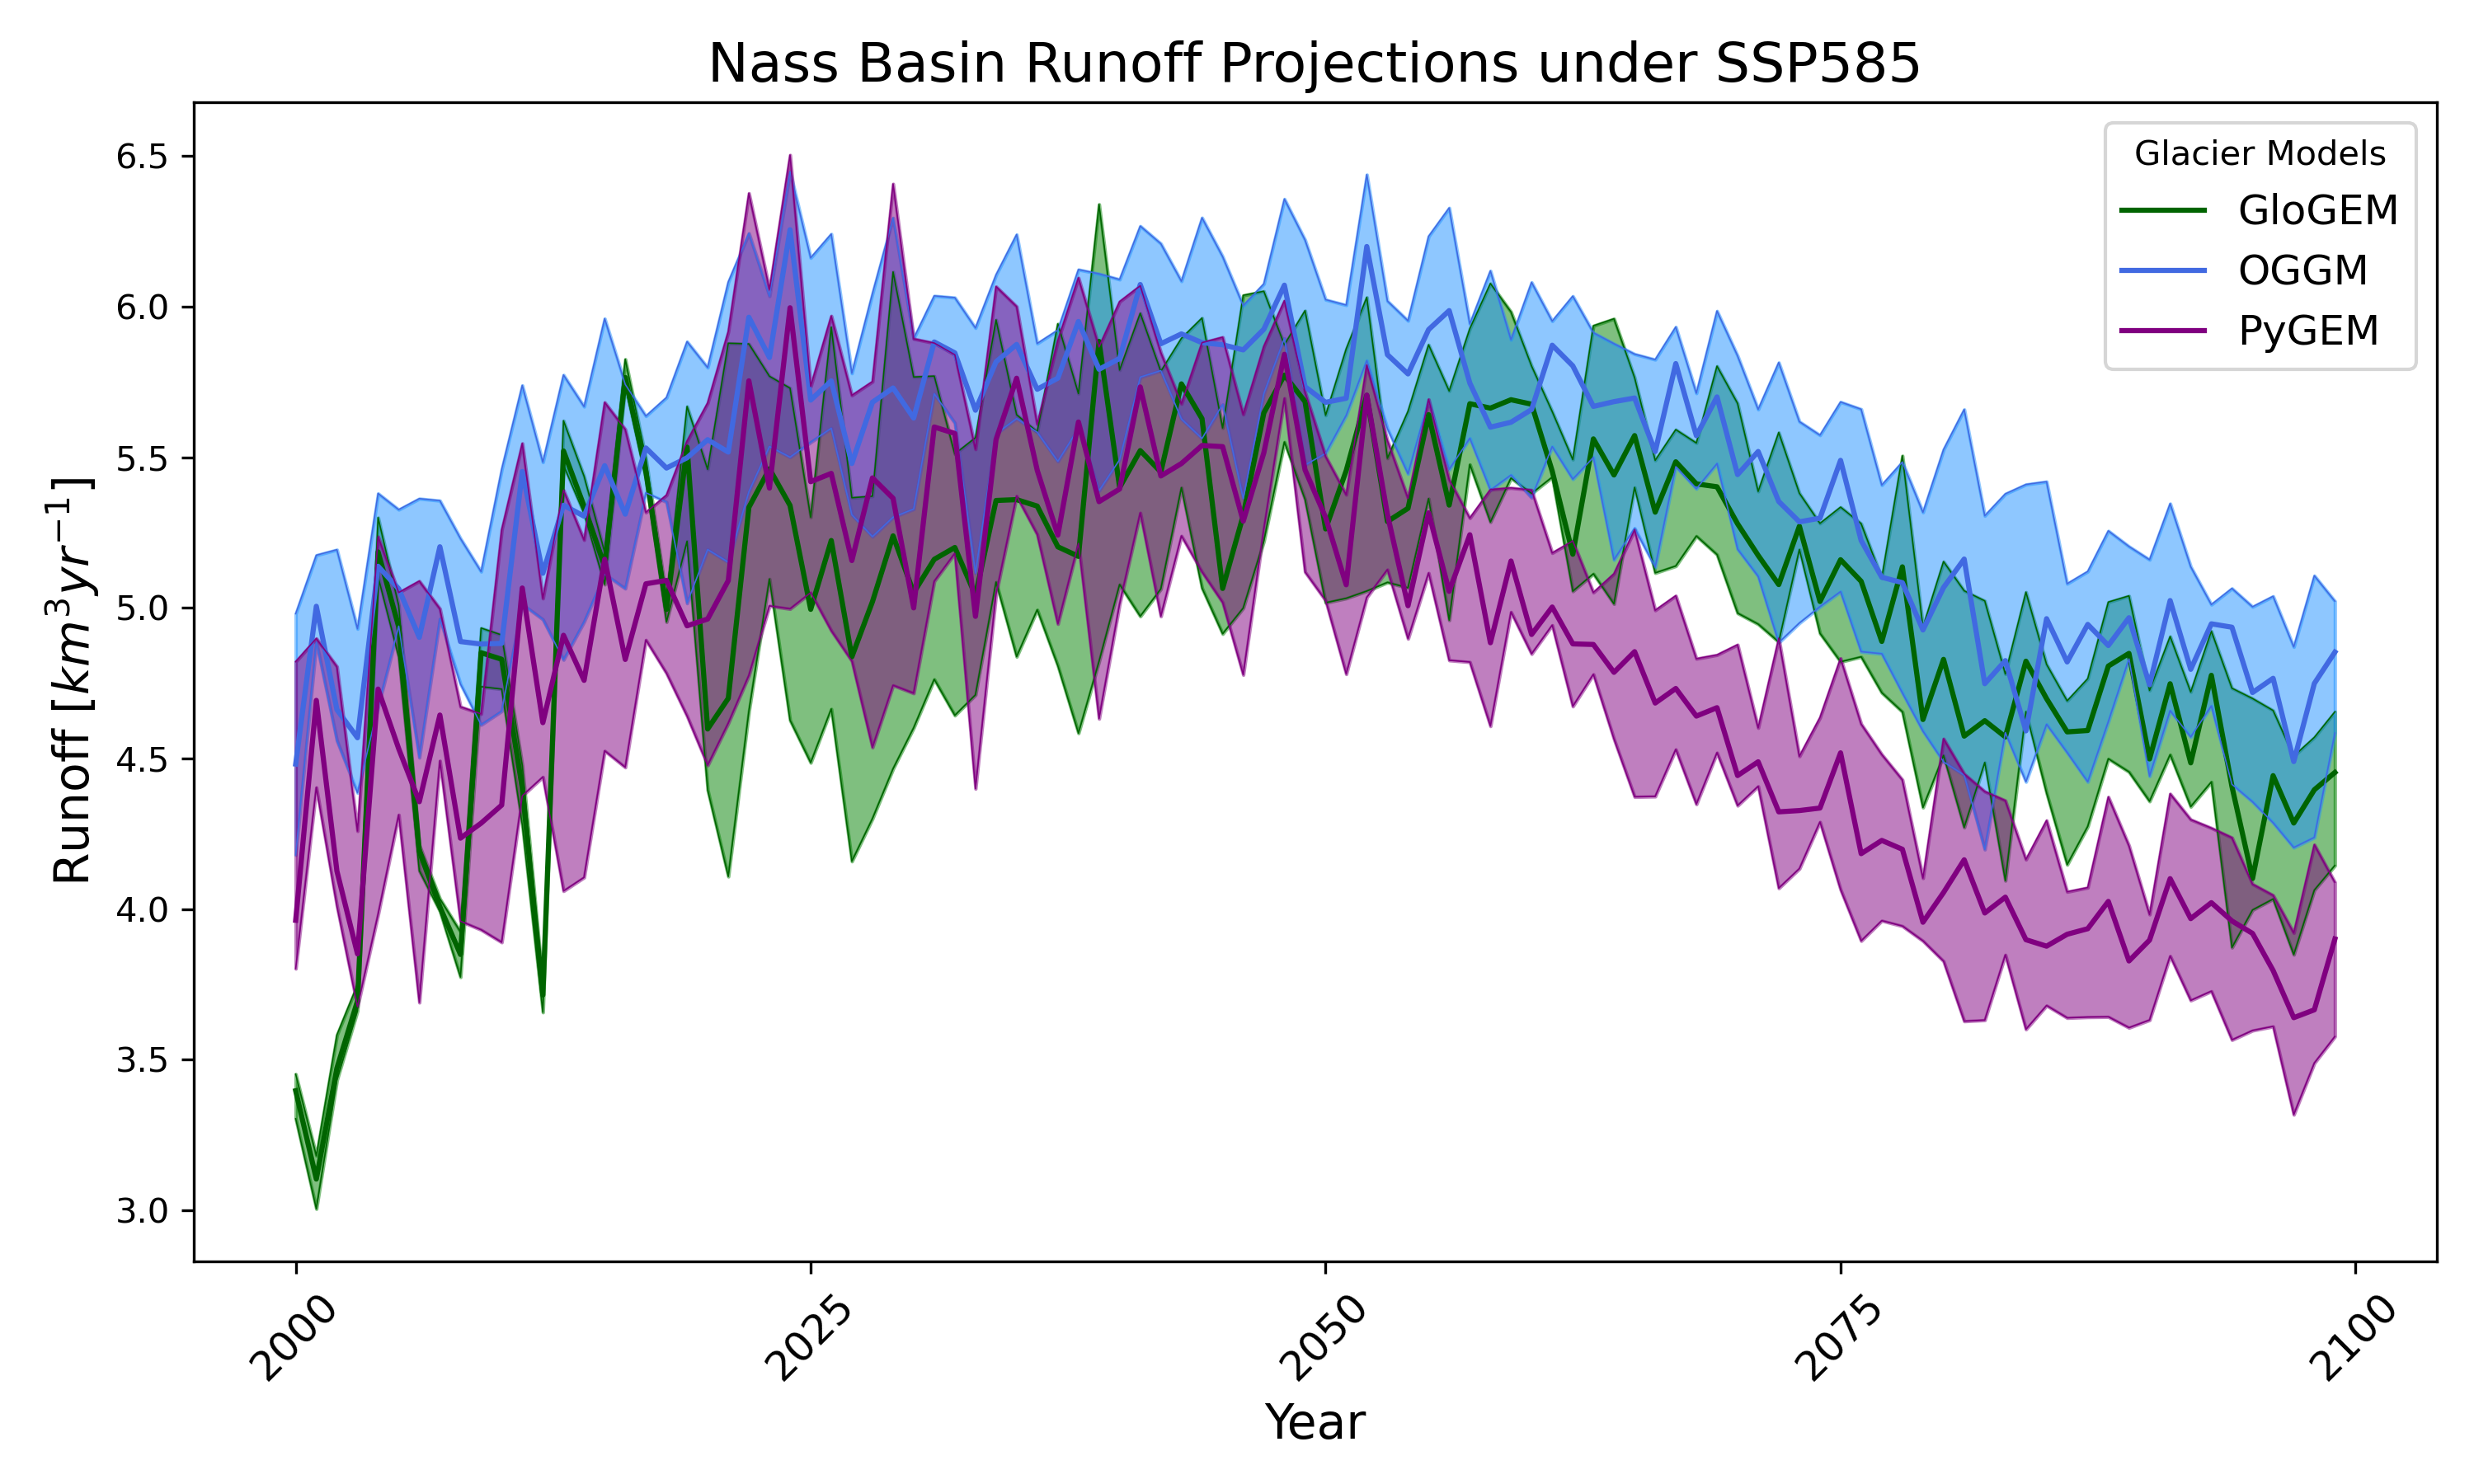 Nass Basin Runoff Projections under SSP585
Glacier Models
GloGEM
OGGM
PyGEM
Runoff [km³yr⁻¹]
6.5
6.0
5.5
5.0
4.5
4.0
3.5
3.0
2000
2025
2050
2075
2100
Year